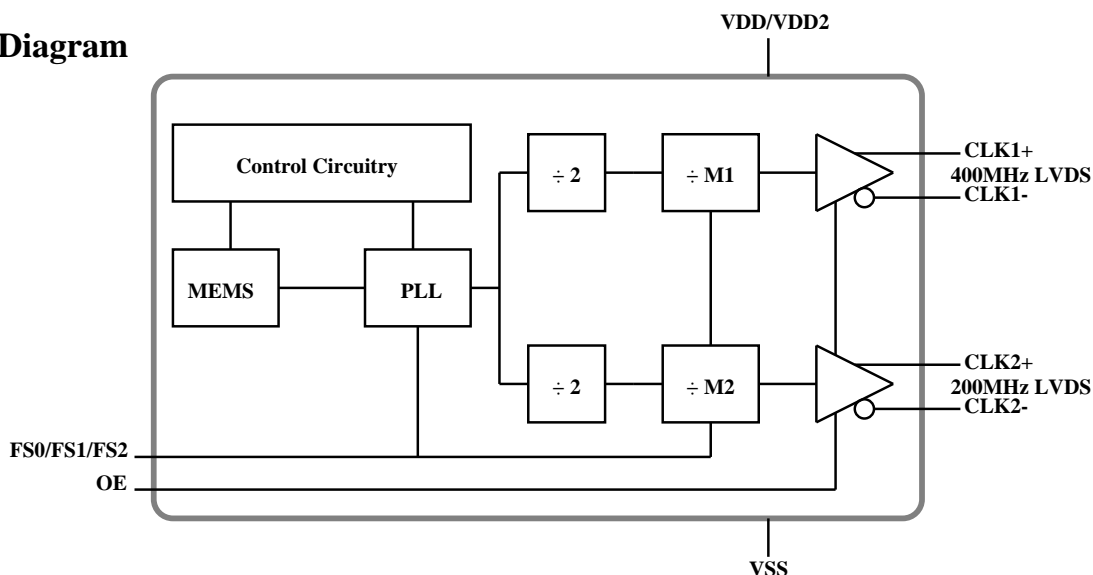 Diagram
VDD/VDD2
Control Circuitry
÷ 2
÷ M1
CLK1+
400MHz LVDS
CLK1-
MEMS
PLL
÷ 2
÷ M2
CLK2+
200MHz LVDS
CLK2-
FS0/FS1/FS2
OE
VSS